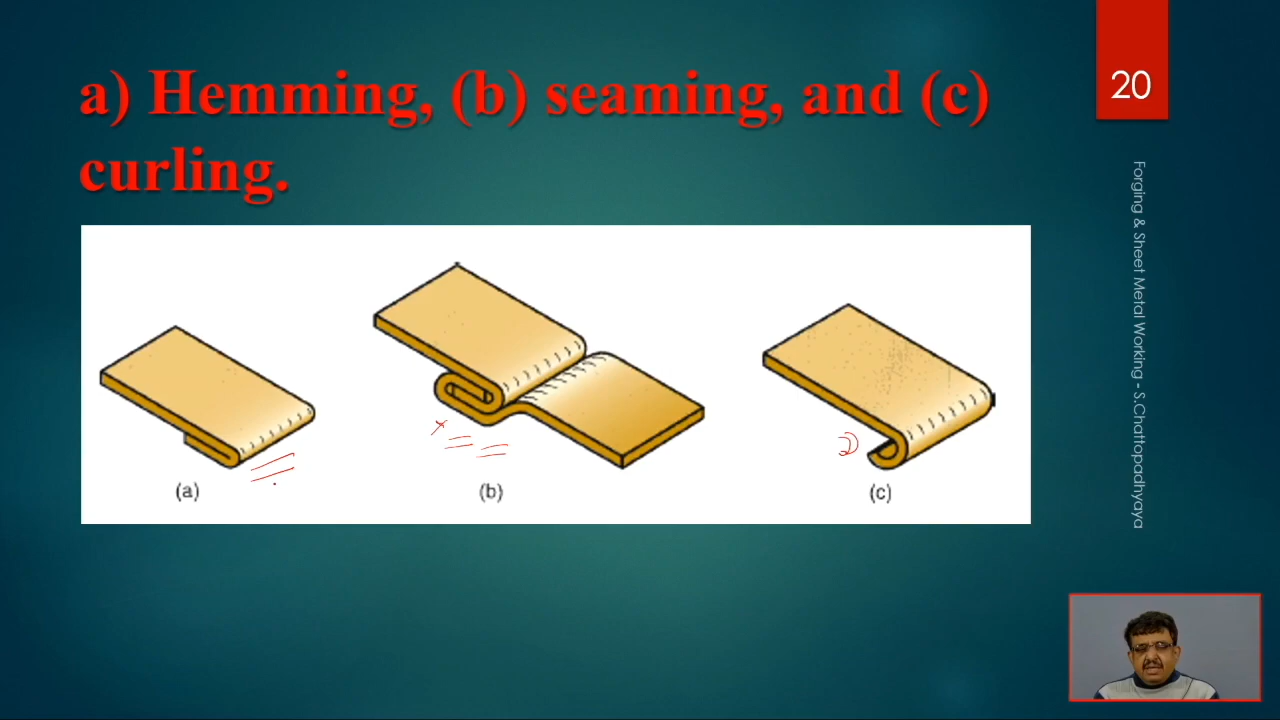 a) Hemming, (b) seaming, and (c)
curling.
20
Forging & Sheet Metal Working - S.Chattopadhyaya
(a)
(b)
(c)